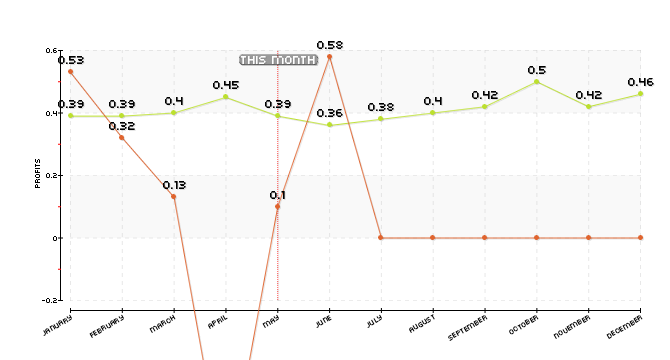 0.58
0.6
0.53
THIS MONTH
0.5
0.46
0.45
0.42
0.42
0.4
0.4
0.39
0.39
0.39
0.38
0.36
0.4
0.32
0.2
0.13
0.1
PROFITS
0
-0.2
JANUARY
FEBRUARY
MARCH
APRIL
MAY
JUNE
JULY
AUGUST
SEPTEMBER
OCTOBER
NOVEMBER
DECEMBER